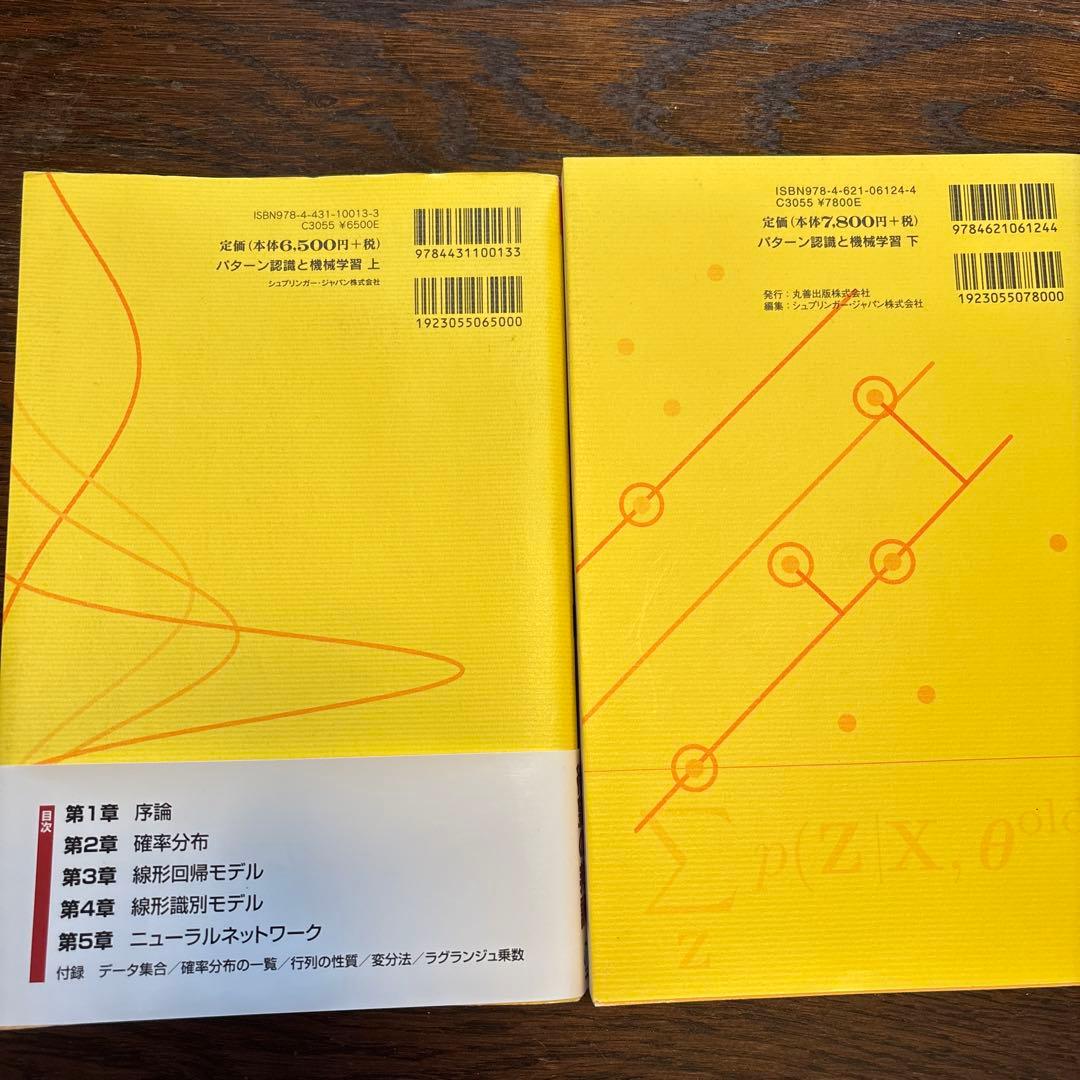 ISBN978-4-431-10013-3
C3055 ¥6500E
定価(本体6,500円+税)
パターン認識と機械学習 上
シュプリンガー・ジャパン株式会社
9784431100133
1923055065000
目次
第1章 序論
第2章 確率分布
第3章 線形回帰モデル
第4章 線形識別モデル
第5章 ニューラルネットワーク
付録 データ集合/確率分布の一覧/行列の性質/変分法/ラグランジュ乗数
ISBN978-4-621-06124-4
C3055 ¥7800E
定価(本体7,800円+税)
パターン認識と機械学習 下
発行:丸善出版株式会社
編集:シュプリンガー・ジャパン株式会社
9784621061244
1923055078000
∑ p(Z|X, θold
Z